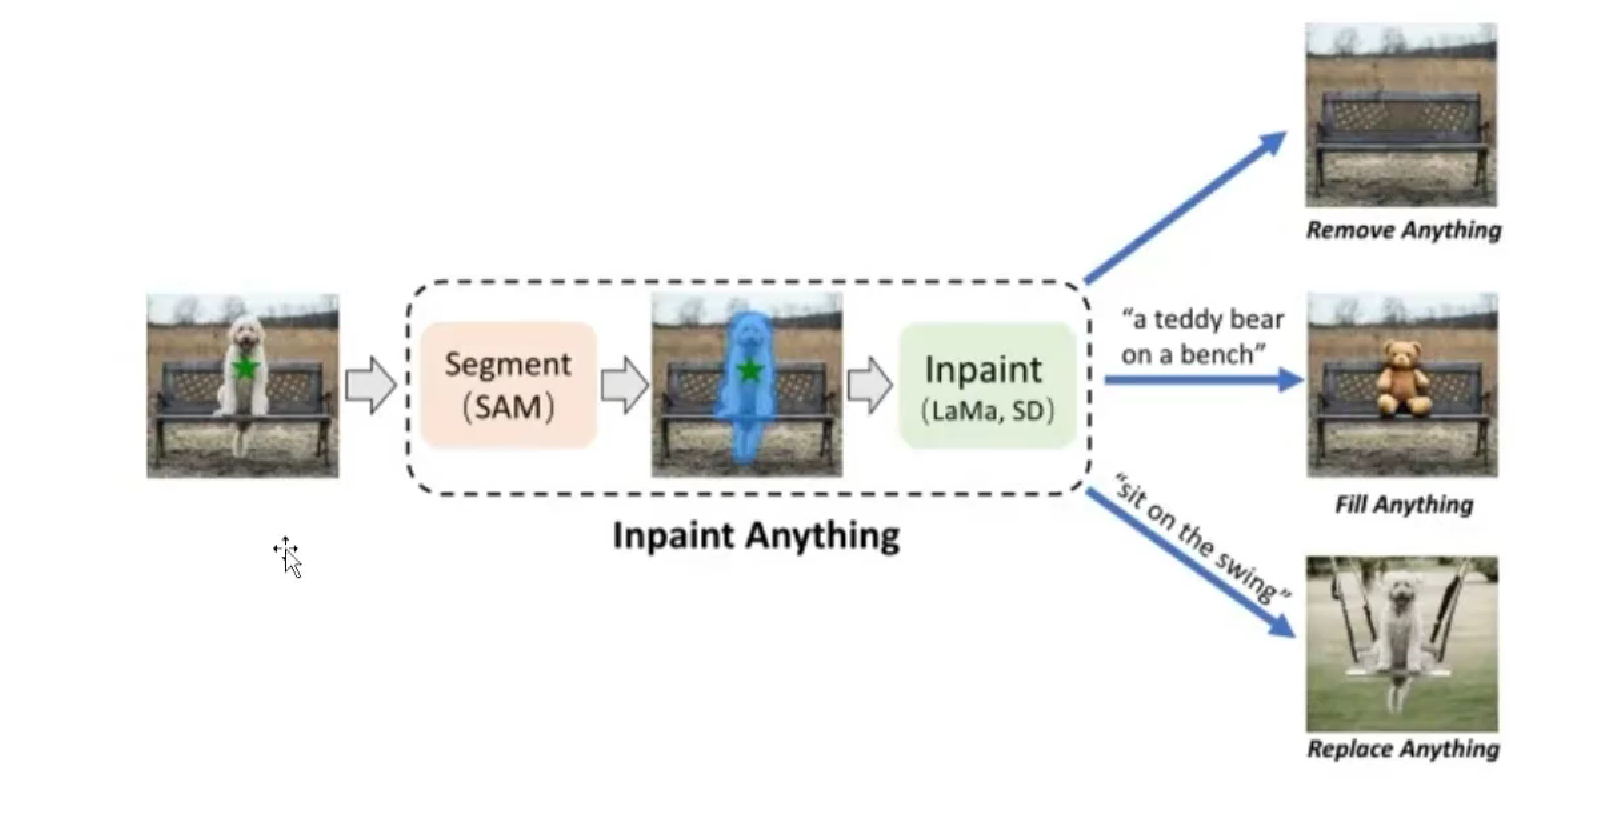 Segment
(SAM)
Inpaint
(LaMa, SD)
Inpaint Anything
Remove Anything
“a teddy bear
on a bench”
Fill Anything
“sit on the swing”
Replace Anything